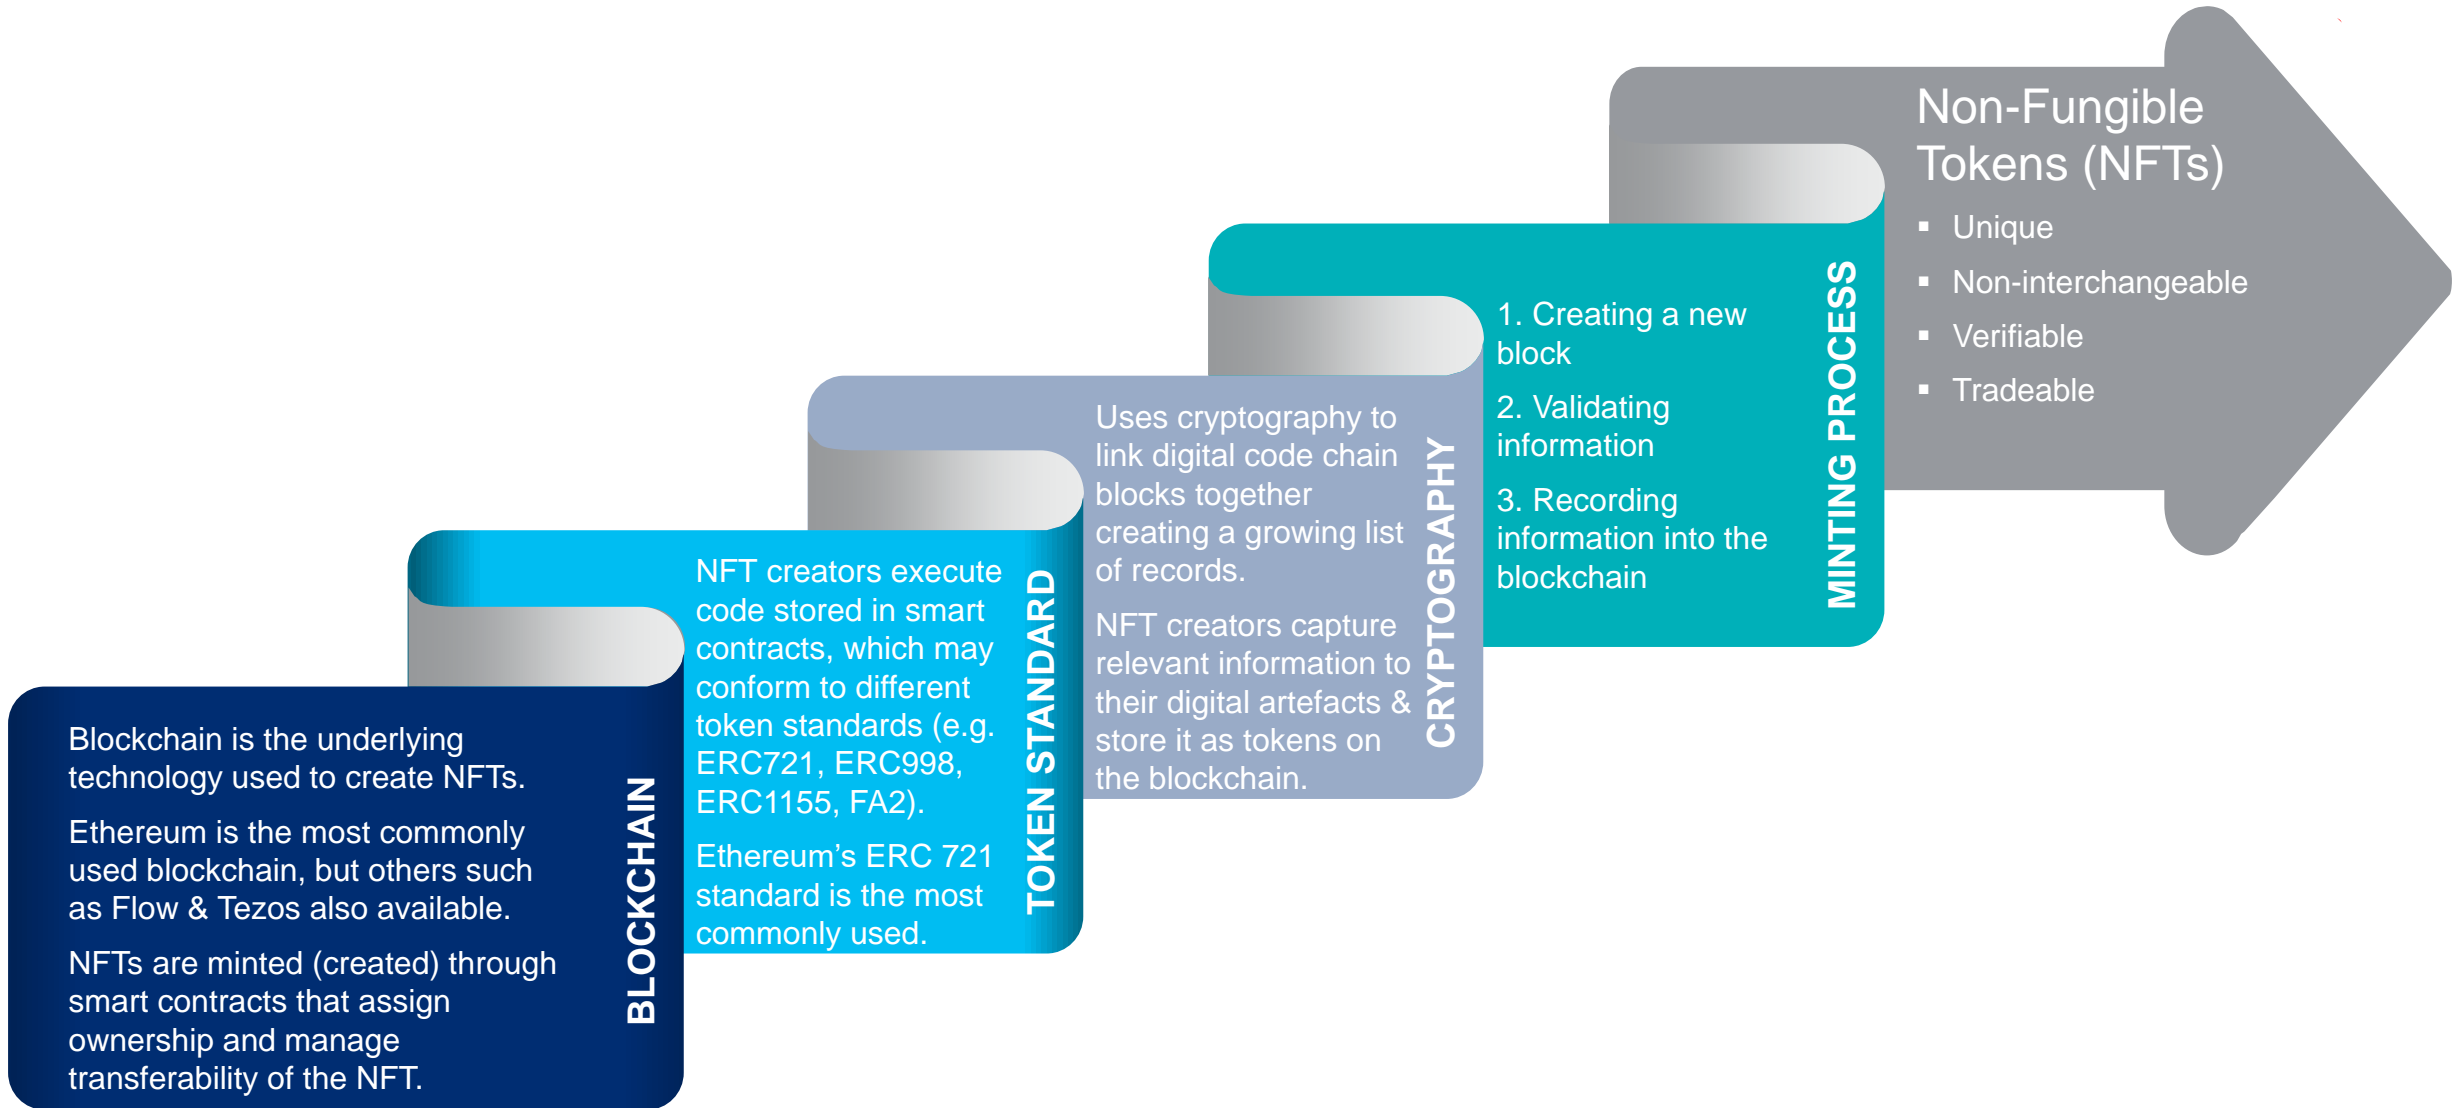 Blockchain is the underlying
technology used to create NFTs.
Ethereum is the most commonly
used blockchain, but others such
as Flow & Tezos also available.
NFTs are minted (created) through
smart contracts that assign
ownership and manage
transferability of the NFT.
BLOCKCHAIN
NFT creators execute
code stored in smart
contracts, which may
conform to different
token standards (e.g.
ERC721, ERC998,
ERC1155, FA2).
Ethereum’s ERC 721
standard is the most
commonly used.
TOKEN STANDARD
Uses cryptography to
link digital code chain
blocks together
creating a growing list
of records.
NFT creators capture
relevant information to
their digital artefacts &
store it as tokens on
the blockchain.
CRYPTOGRAPHY
1. Creating a new
block
2. Validating
information
3. Recording
information into the
blockchain
MINTING PROCESS
Non-Fungible
Tokens (NFTs)
▪ Unique
▪ Non-interchangeable
▪ Verifiable
▪ Tradeable